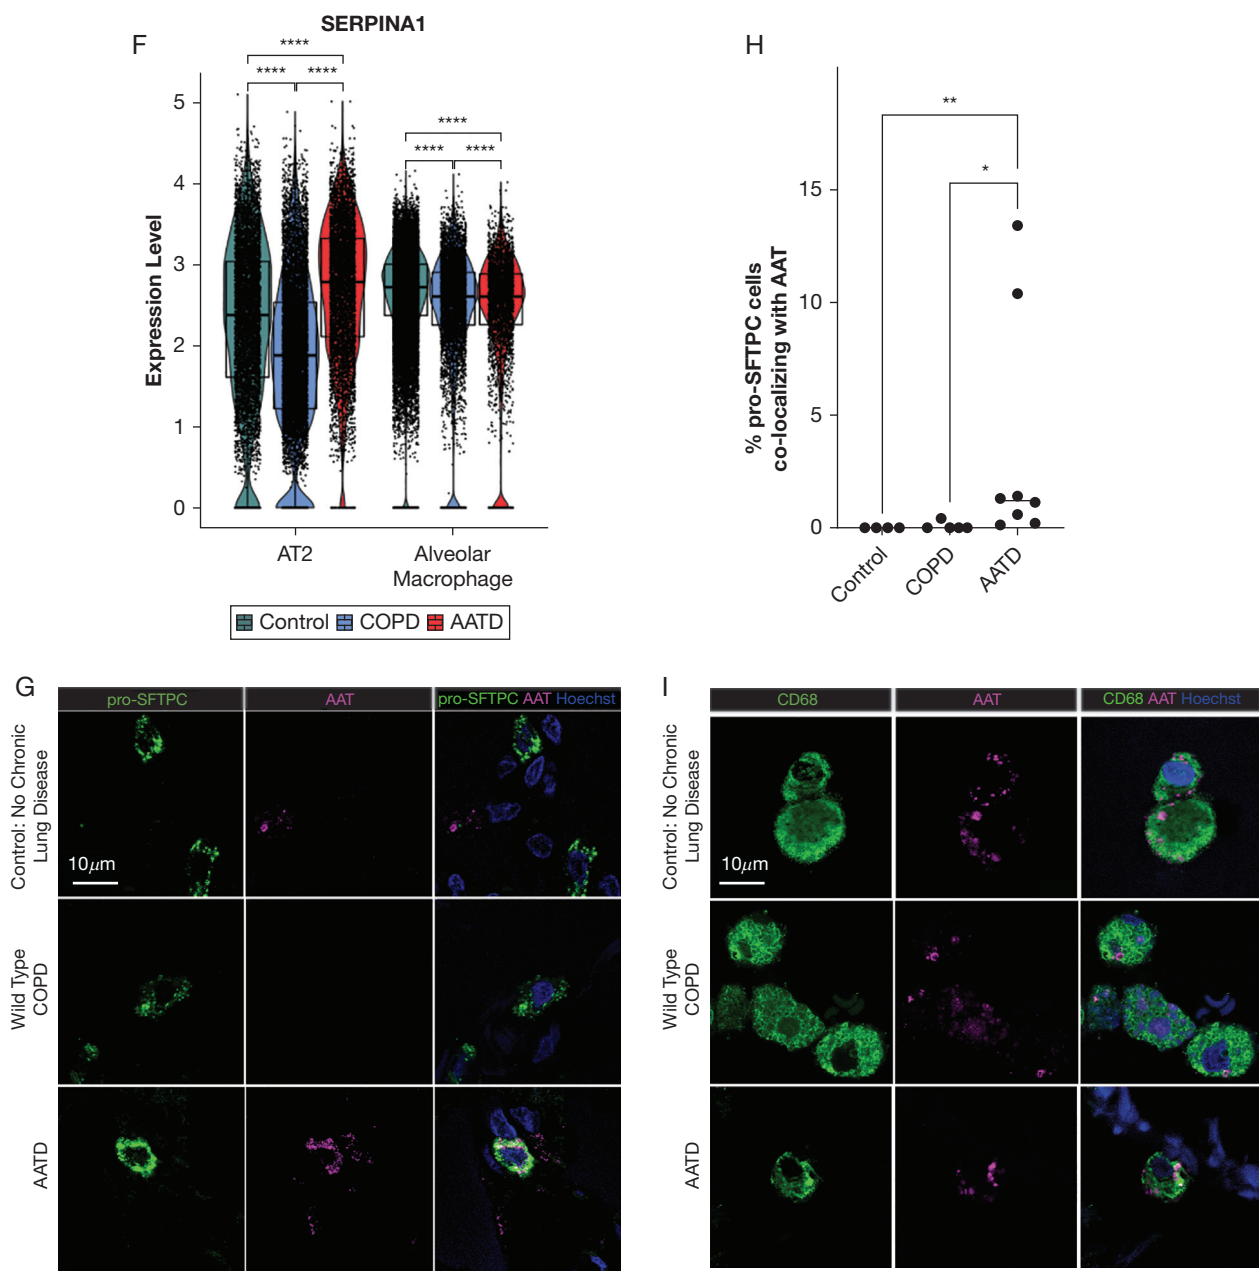 F
SERPINA1
****
****
****
****
****
****
Expression Level
5
4
3
2
1
0
AT2
Alveolar
Macrophage
Control
COPD
AATD
H
**
*
% pro-SFTPC cells
co-localizing with AAT
15
10
5
0
Control
COPD
AATD
G
pro-SFTPC
AAT
pro-SFTPC AAT Hoechst
Control: No Chronic
Lung Disease
10µm
Wild Type
COPD
AATD
I
CD68
AAT
CD68 AAT Hoechst
Control: No Chronic
Lung Disease
10µm
Wild Type
COPD
AATD